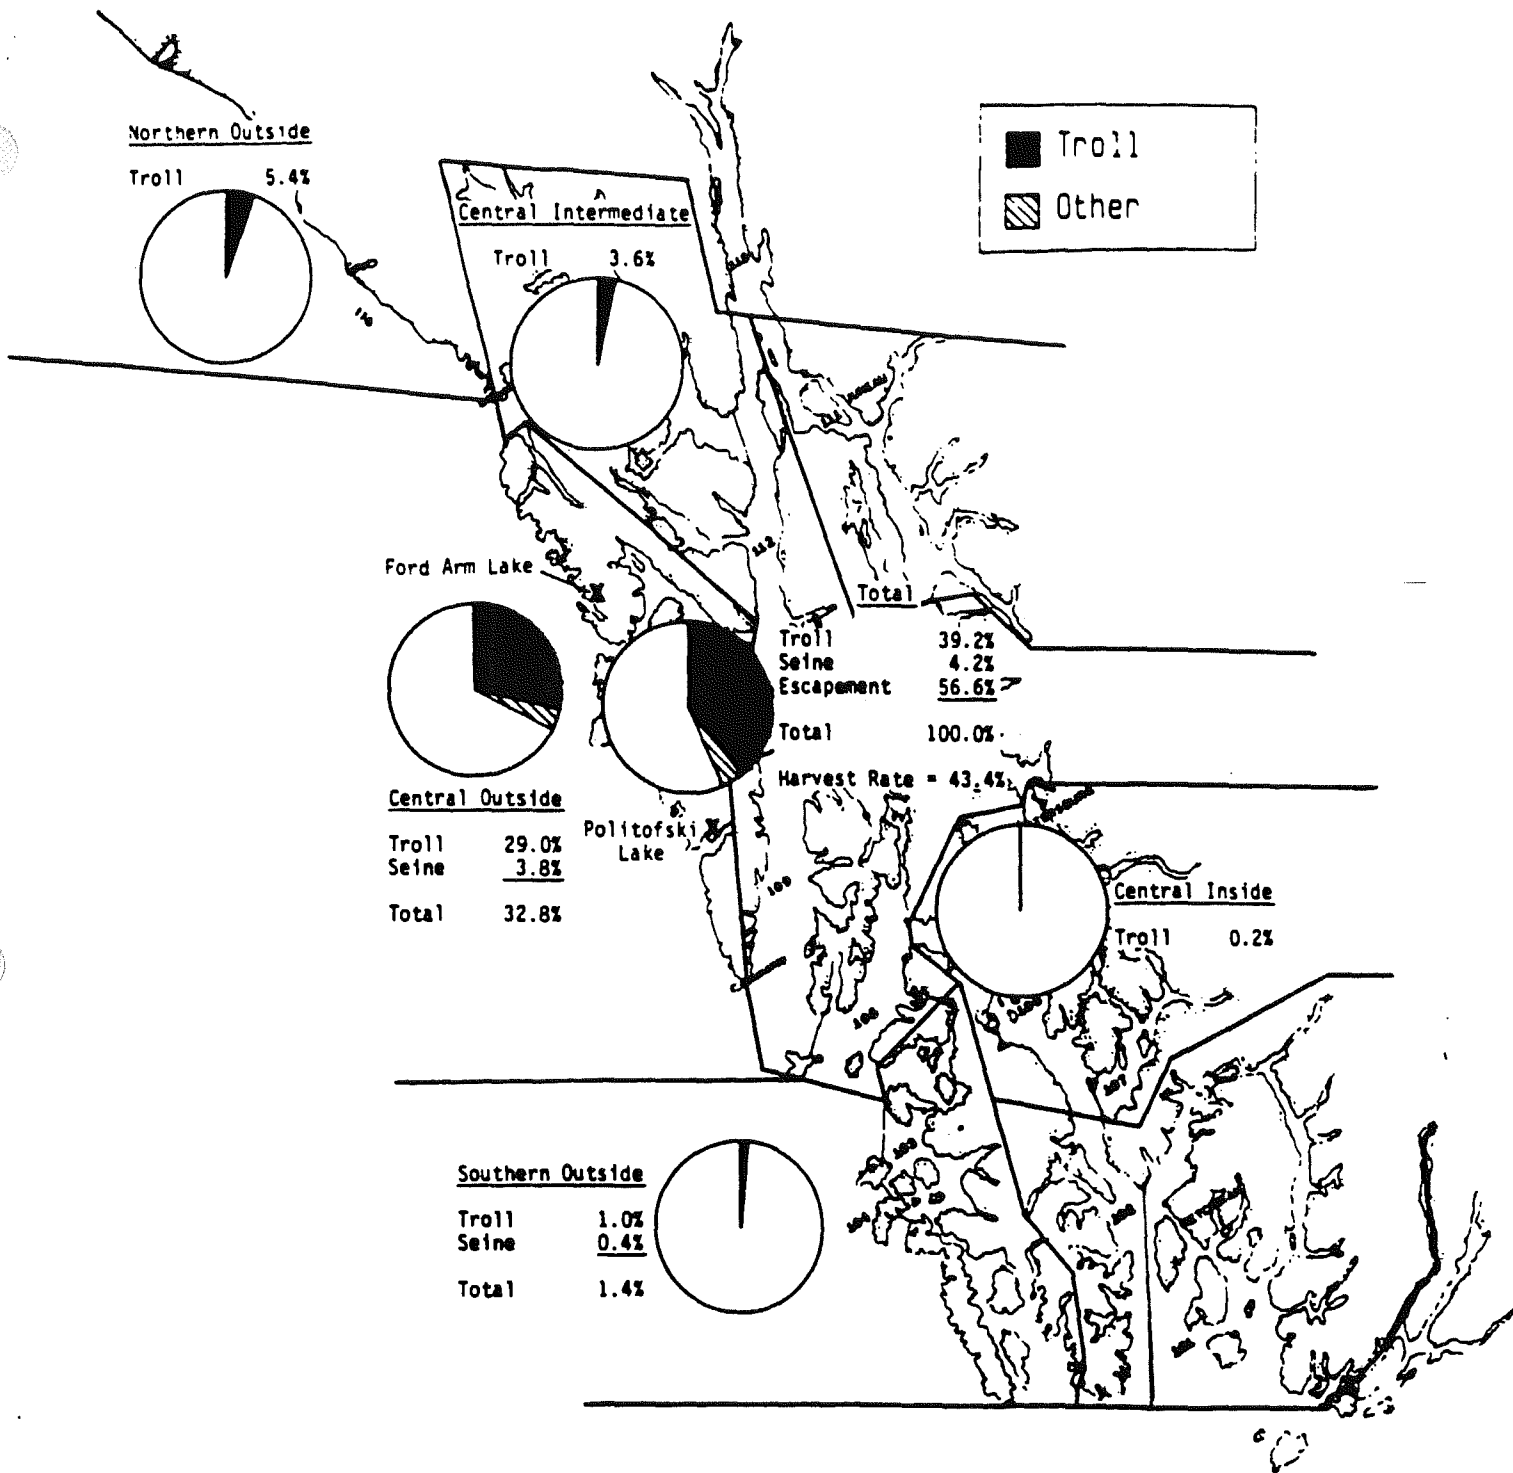 Northern Outside
Troll 5.4%
Troll
Other
Central Intermediate
Troll 3.6%
Ford Arm Lake
Total
Troll 39.2%
Seine 4.2%
Escapement 56.6%
Total 100.0%
Harvest Rate = 43.4%
Central Outside
Troll 29.0%
Seine 3.8%
Total 32.8%
Politofski
Lake
Central Inside
Troll 0.2%
Southern Outside
Troll 1.0%
Seine 0.4%
Total 1.4%
112
109